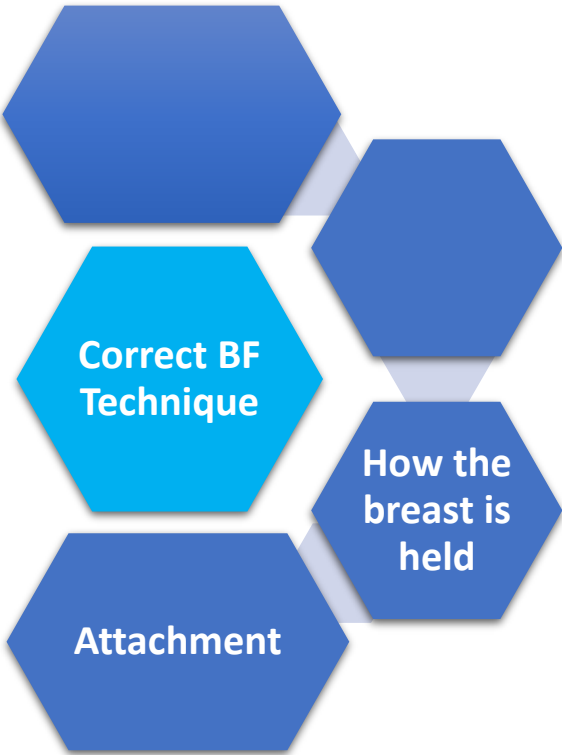 Correct BF
Technique
How the
breast is
held
Attachment